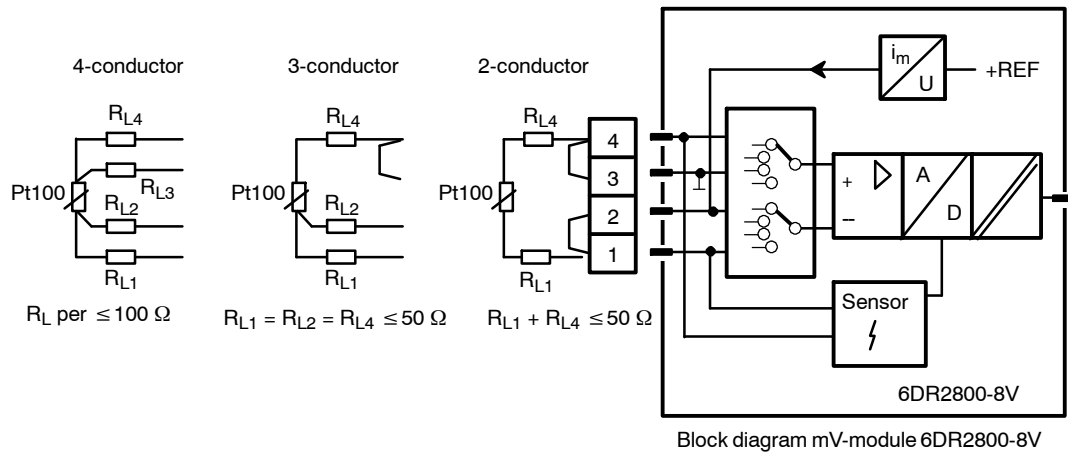 4-conductor
R_L4
Pt100
R_L3
R_L2
R_L1
R_L per ≤ 100 Ω
3-conductor
R_L4
Pt100
R_L2
R_L1
R_L1 = R_L2 = R_L4 ≤ 50 Ω
2-conductor
R_L4
Pt100
R_L1
R_L1 + R_L4 ≤ 50 Ω
4
3
2
1
i_m
U
+REF
+
--
A
D
Sensor
6DR2800-8V
Block diagram mV-module 6DR2800-8V